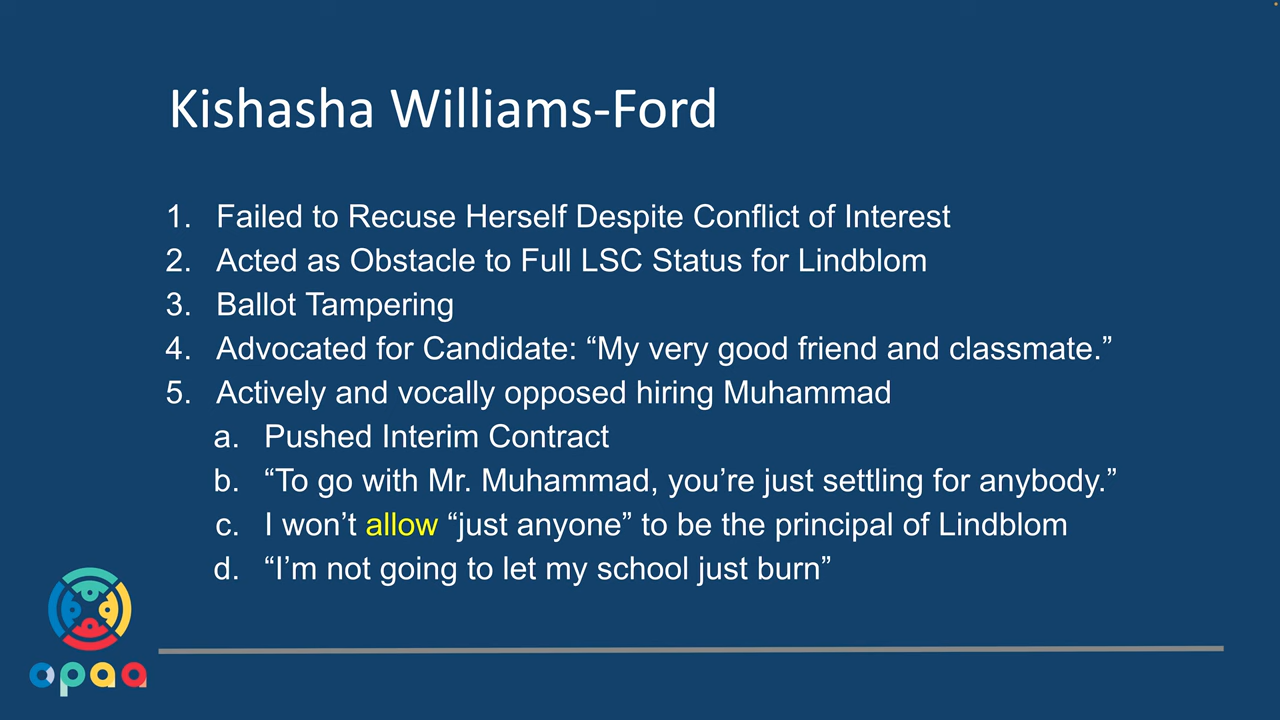 Kishasha Williams-Ford
1. Failed to Recuse Herself Despite Conflict of Interest
2. Acted as Obstacle to Full LSC Status for Lindblom
3. Ballot Tampering
4. Advocated for Candidate: “My very good friend and classmate.”
5. Actively and vocally opposed hiring Muhammad
a. Pushed Interim Contract
b. “To go with Mr. Muhammad, you’re just settling for anybody.”
c. I won’t allow “just anyone” to be the principal of Lindblom
d. “I’m not going to let my school just burn”
opaa